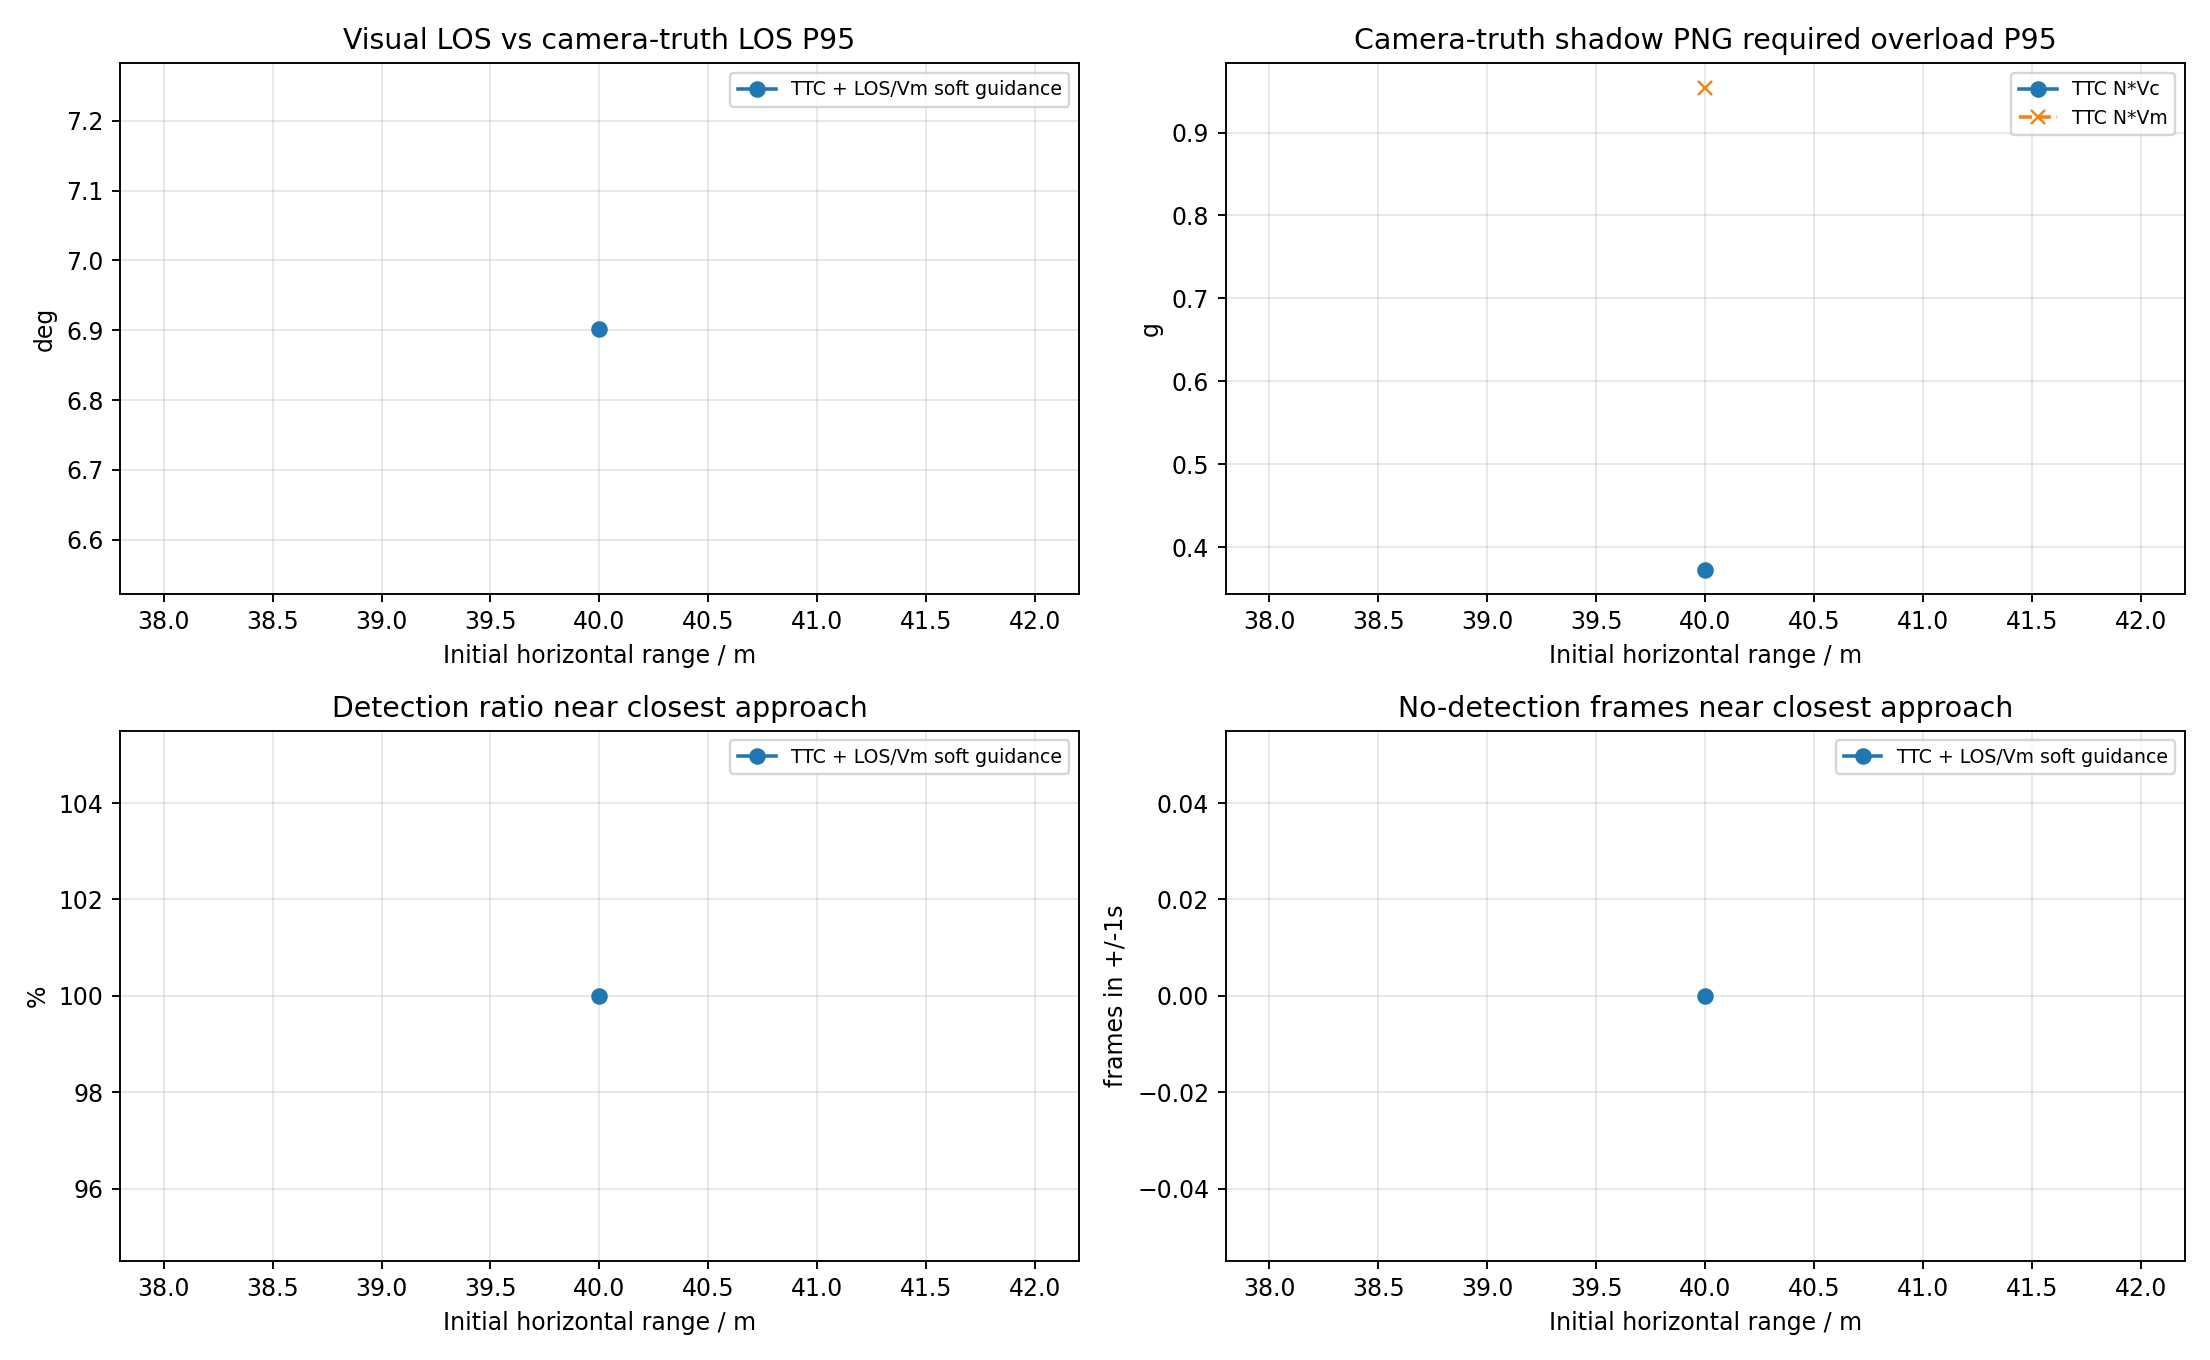 Visual LOS vs camera-truth LOS P95
TTC + LOS/Vm soft guidance
deg
7.2
7.1
7.0
6.9
6.8
6.7
6.6
38.0 38.5 39.0 39.5 40.0 40.5 41.0 41.5 42.0
Initial horizontal range / m
Camera-truth shadow PNG required overload P95
TTC N*Vc
TTC N*Vm
g
0.9
0.8
0.7
0.6
0.5
0.4
38.0 38.5 39.0 39.5 40.0 40.5 41.0 41.5 42.0
Initial horizontal range / m
Detection ratio near closest approach
TTC + LOS/Vm soft guidance
%
104
102
100
98
96
38.0 38.5 39.0 39.5 40.0 40.5 41.0 41.5 42.0
Initial horizontal range / m
No-detection frames near closest approach
TTC + LOS/Vm soft guidance
frames in +/-1s
0.04
0.02
0.00
−0.02
−0.04
38.0 38.5 39.0 39.5 40.0 40.5 41.0 41.5 42.0
Initial horizontal range / m